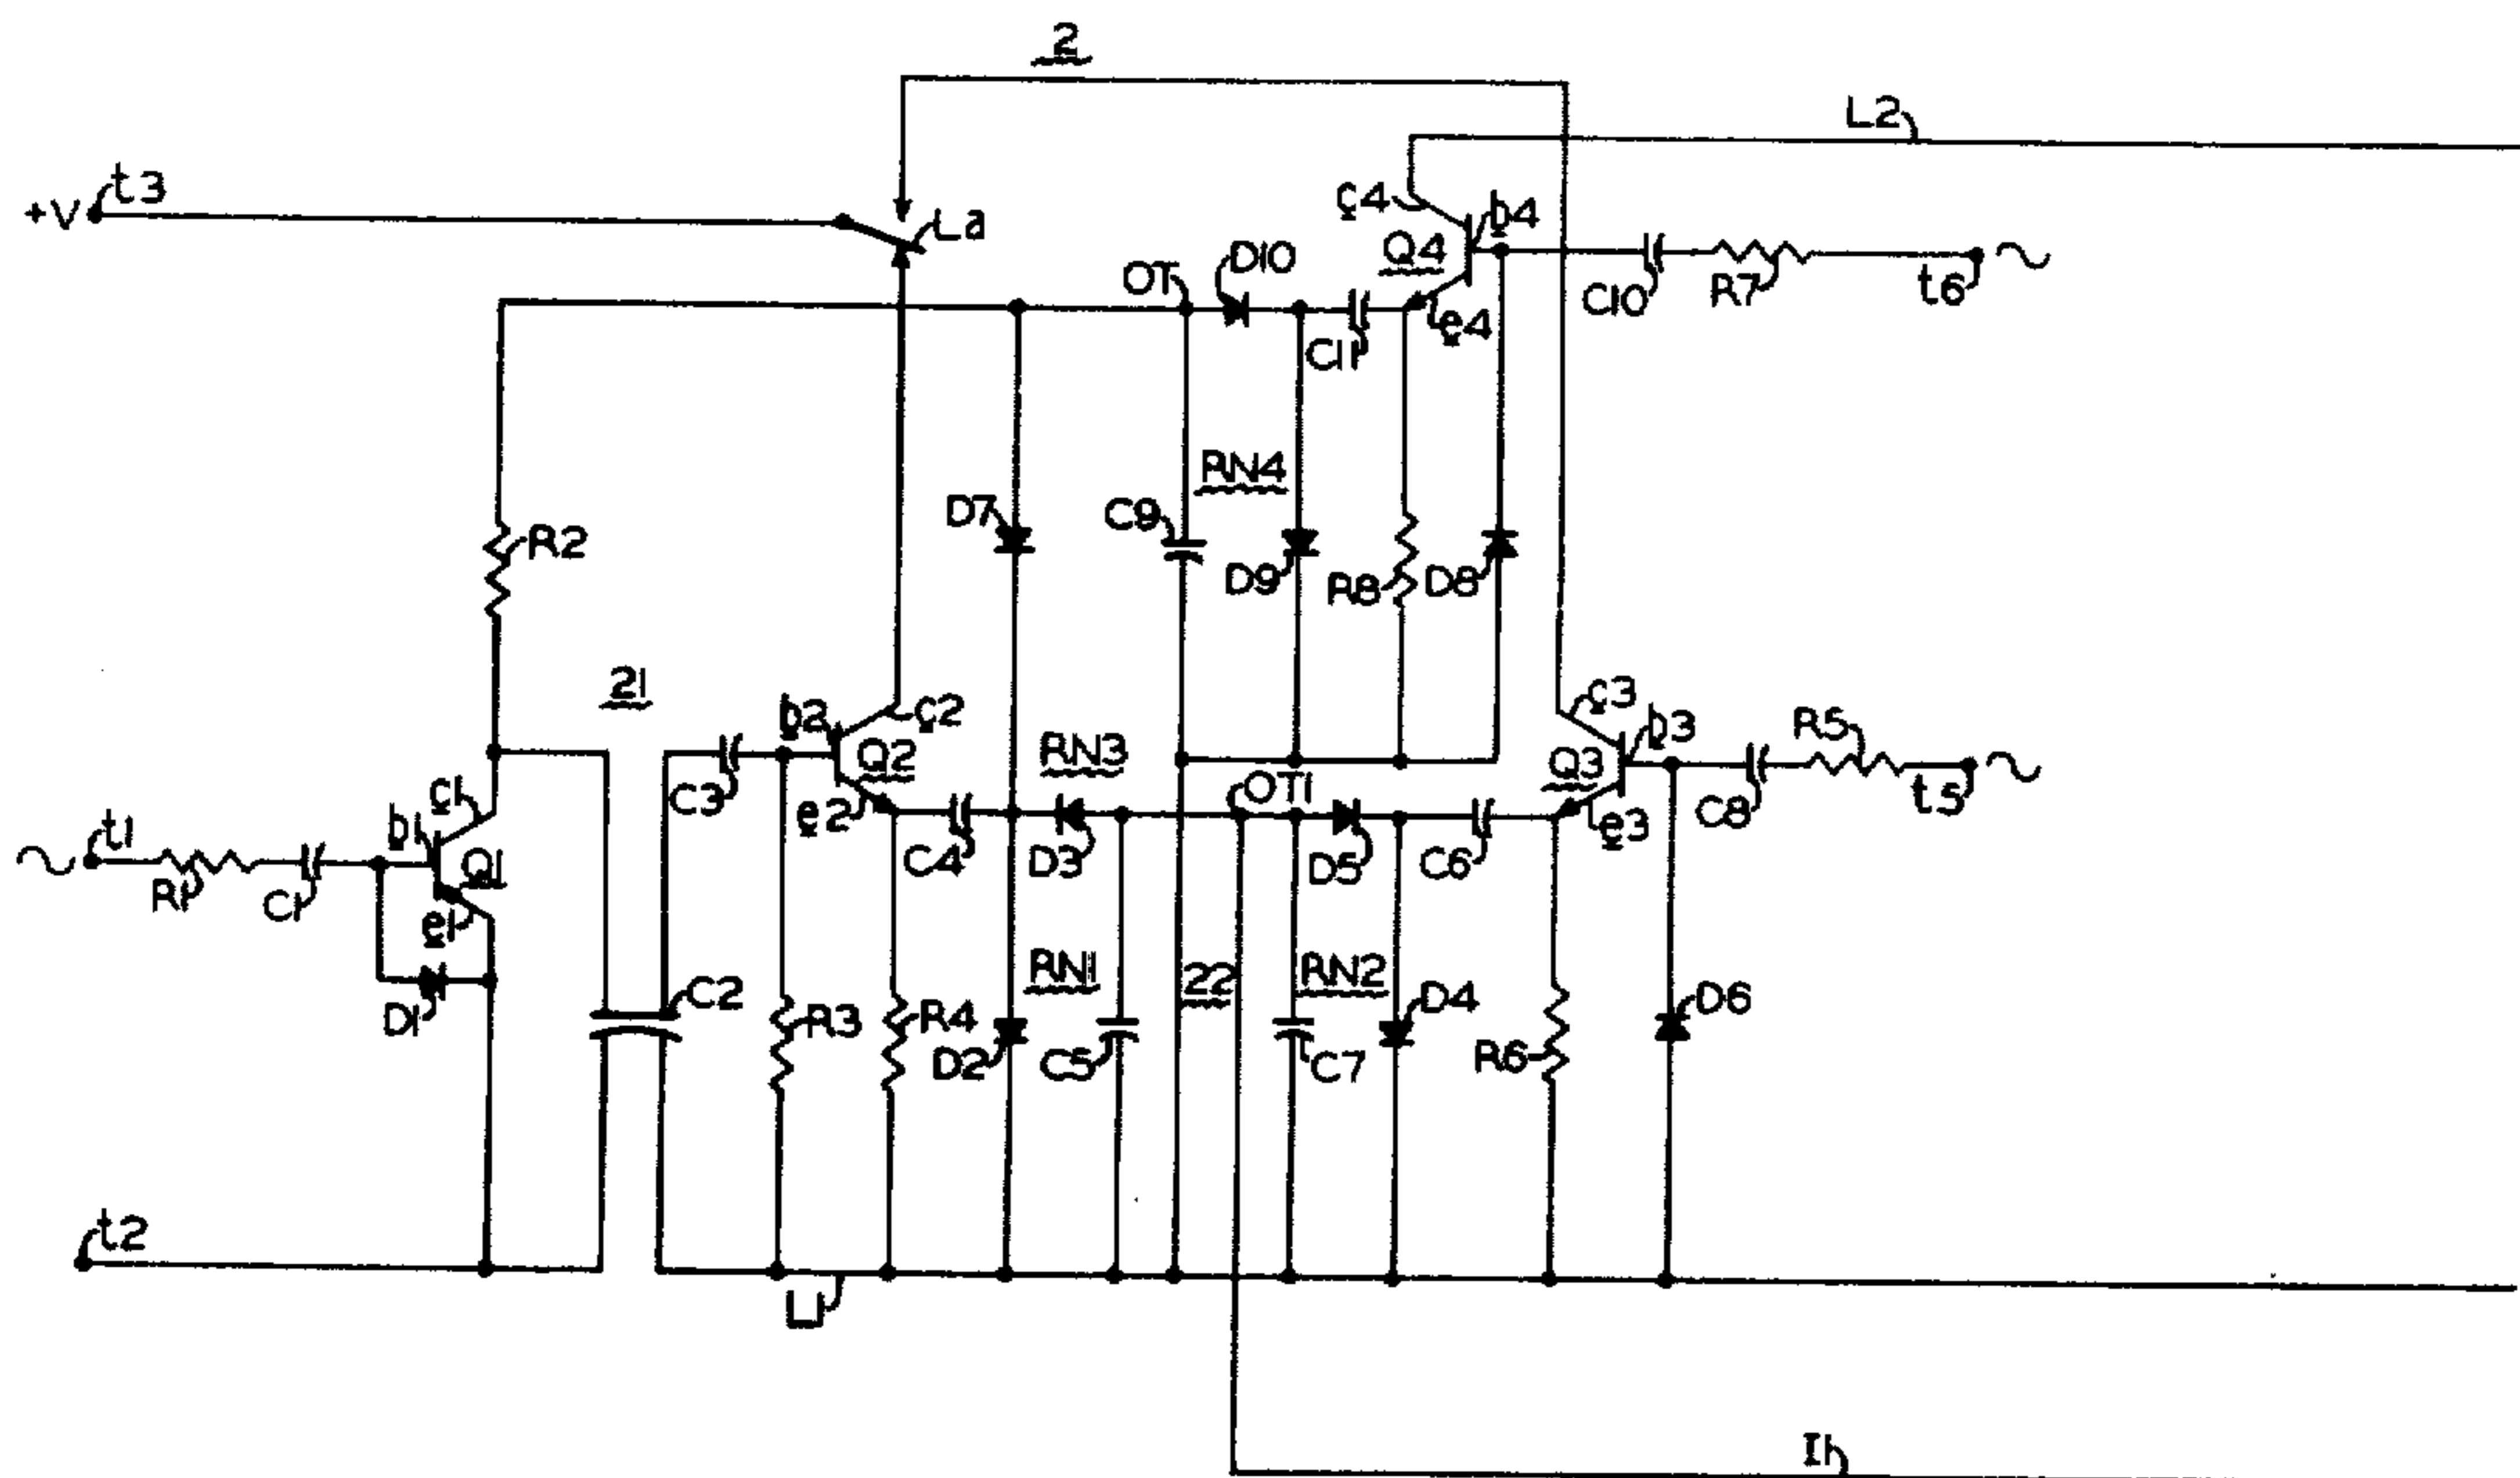 2
L2
t3
+V
La
c4
b4
Q4
OT
D10
C10
R7
t6
e4
C11
RN4
D7
C9
R2
D9
R8
D8
21
b2
c2
Q2
RN3
c3
b3
R5
Q3
C3
OT1
e2
C8
t5
c1
b1
t1
Q1
C4
D3
D5
C6
e3
R1
C1
e1
RN1
22
RN2
C2
D4
D6
D1
R3
R4
D2
C5
C7
R6
t2
L1